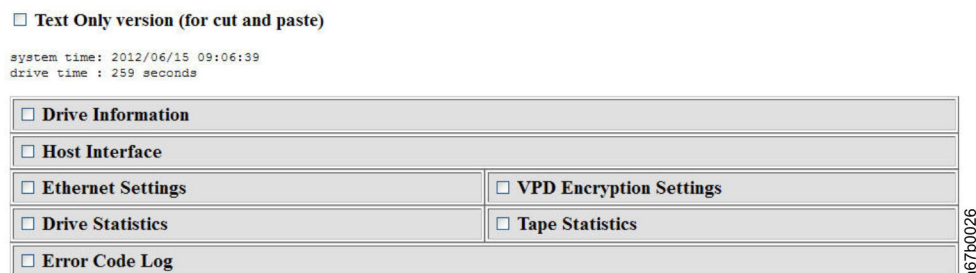 Text Only version (for cut and paste)
system time: 2012/06/15 09:06:39
drive time : 259 seconds
Drive Information
Host Interface
Ethernet Settings
VPD Encryption Settings
Drive Statistics
Tape Statistics
Error Code Log